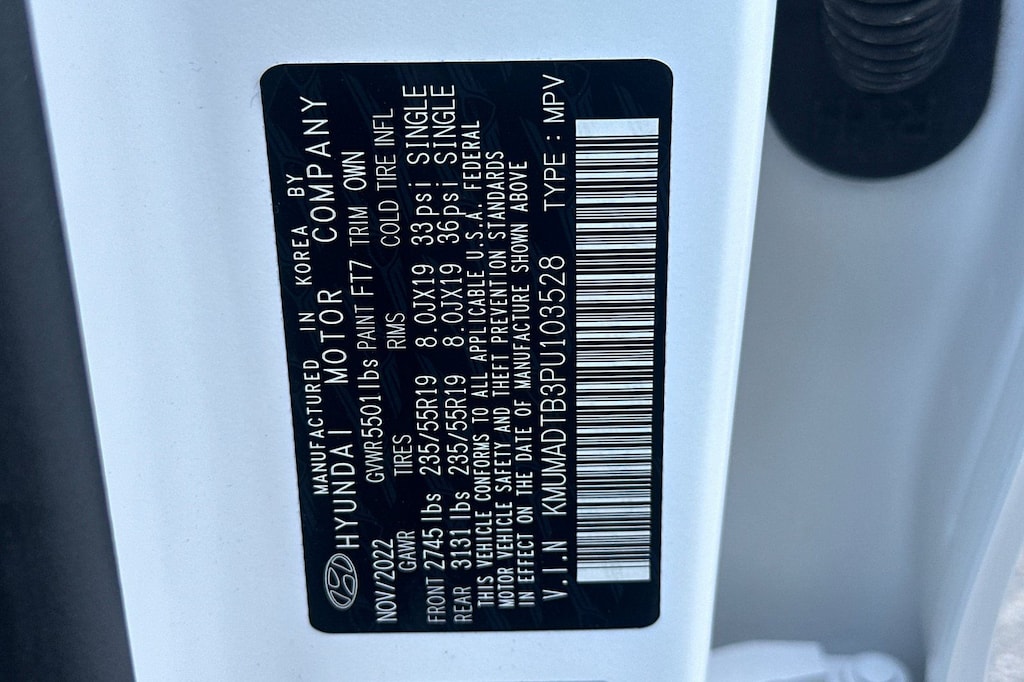 MANUFACTURED IN KOREA BY
HYUNDAI MOTOR COMPANY
NOV/2022 GVWR5501lbs PAINT FT7 TRIM OWN
GAWR TIRES RIMS COLD TIRE INFL
FRONT 2745 lbs 235/55R19 8.0JX19 33psi SINGLE
REAR 3131 lbs 235/55R19 8.0JX19 36psi SINGLE
THIS VEHICLE CONFORMS TO ALL APPLICABLE U.S.A. FEDERAL
MOTOR VEHICLE SAFETY AND THEFT PREVENTION STANDARDS
IN EFFECT ON THE DATE OF MANUFACTURE SHOWN ABOVE
V.I.N KMUMADTB3PU103528 TYPE : MPV